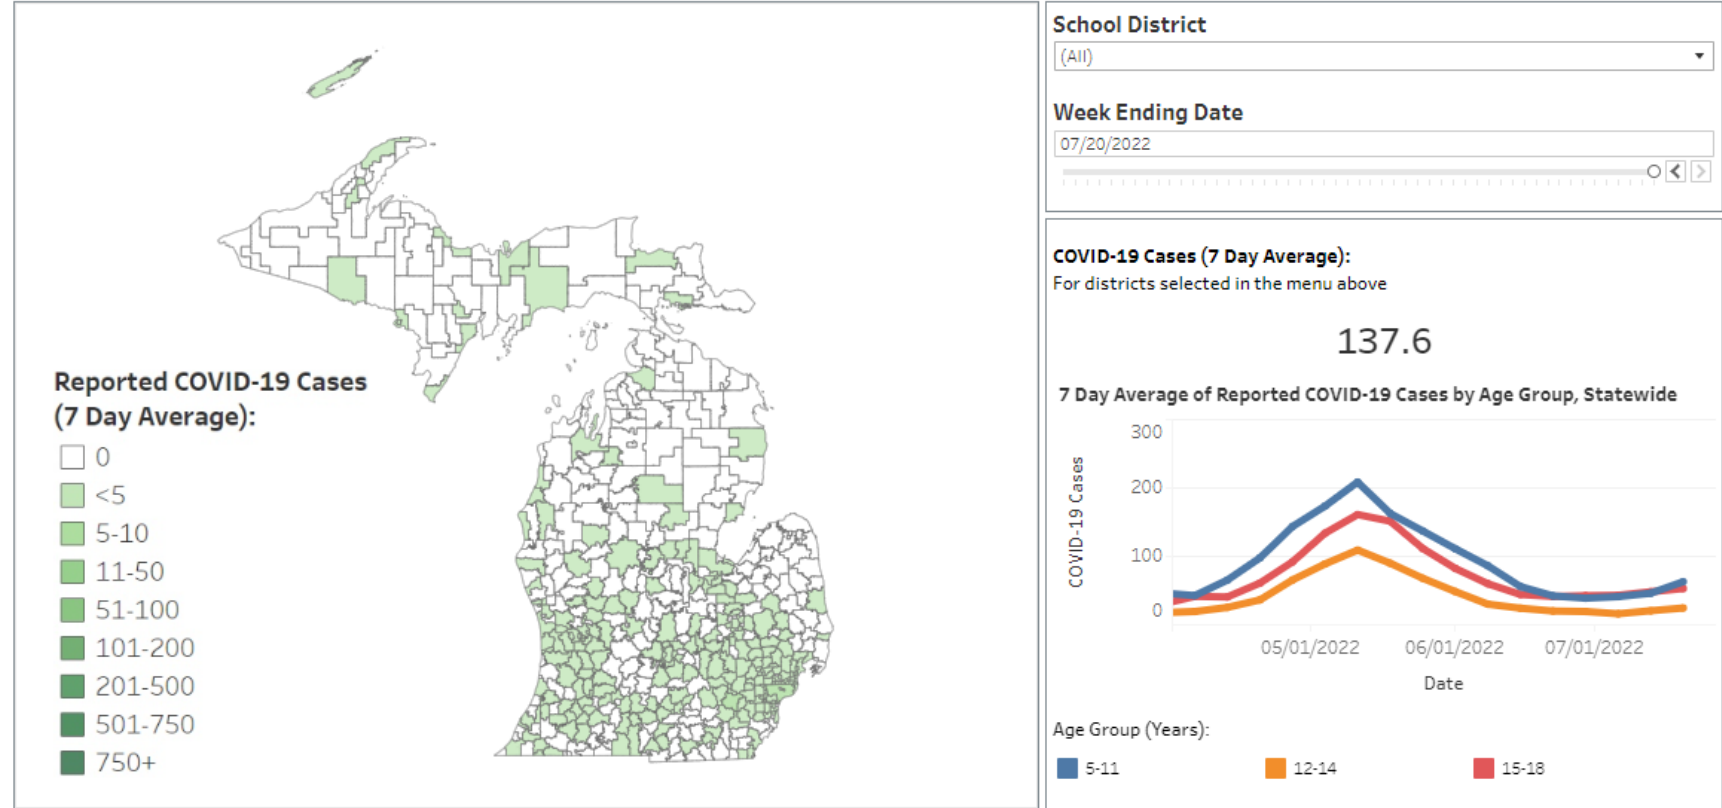 School District
(All)
Week Ending Date
07/20/2022
COVID-19 Cases (7 Day Average):
For districts selected in the menu above
137.6
Reported COVID-19 Cases
(7 Day Average):
0
<5
5-10
11-50
51-100
101-200
201-500
501-750
750+
7 Day Average of Reported COVID-19 Cases by Age Group, Statewide
COVID-19 Cases
300
200
100
0
05/01/2022 06/01/2022 07/01/2022
Date
Age Group (Years):
5-11 12-14 15-18